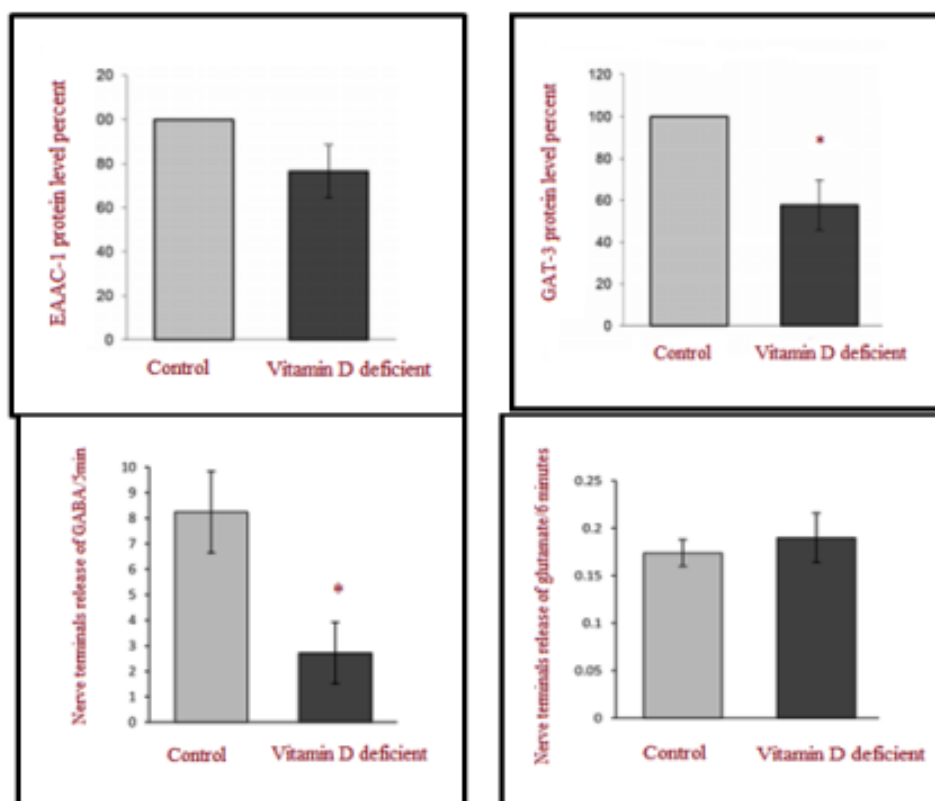 EAAC-1 protein level percent
20
00
80
60
40
20
0
Control
Vitamin D deficient
GAT-3 protein level percent
120
100
80
60
40
20
0
*
Control
Vitamin D deficient
Nerve terminals release of GABA/5min
10
9
8
7
6
5
4
3
2
1
0
*
Control
Vitamin D deficient
Nerve terminals release of glutamate/6 minutes
0.25
0.2
0.15
0.1
0.05
0
Control
Vitamin D deficient